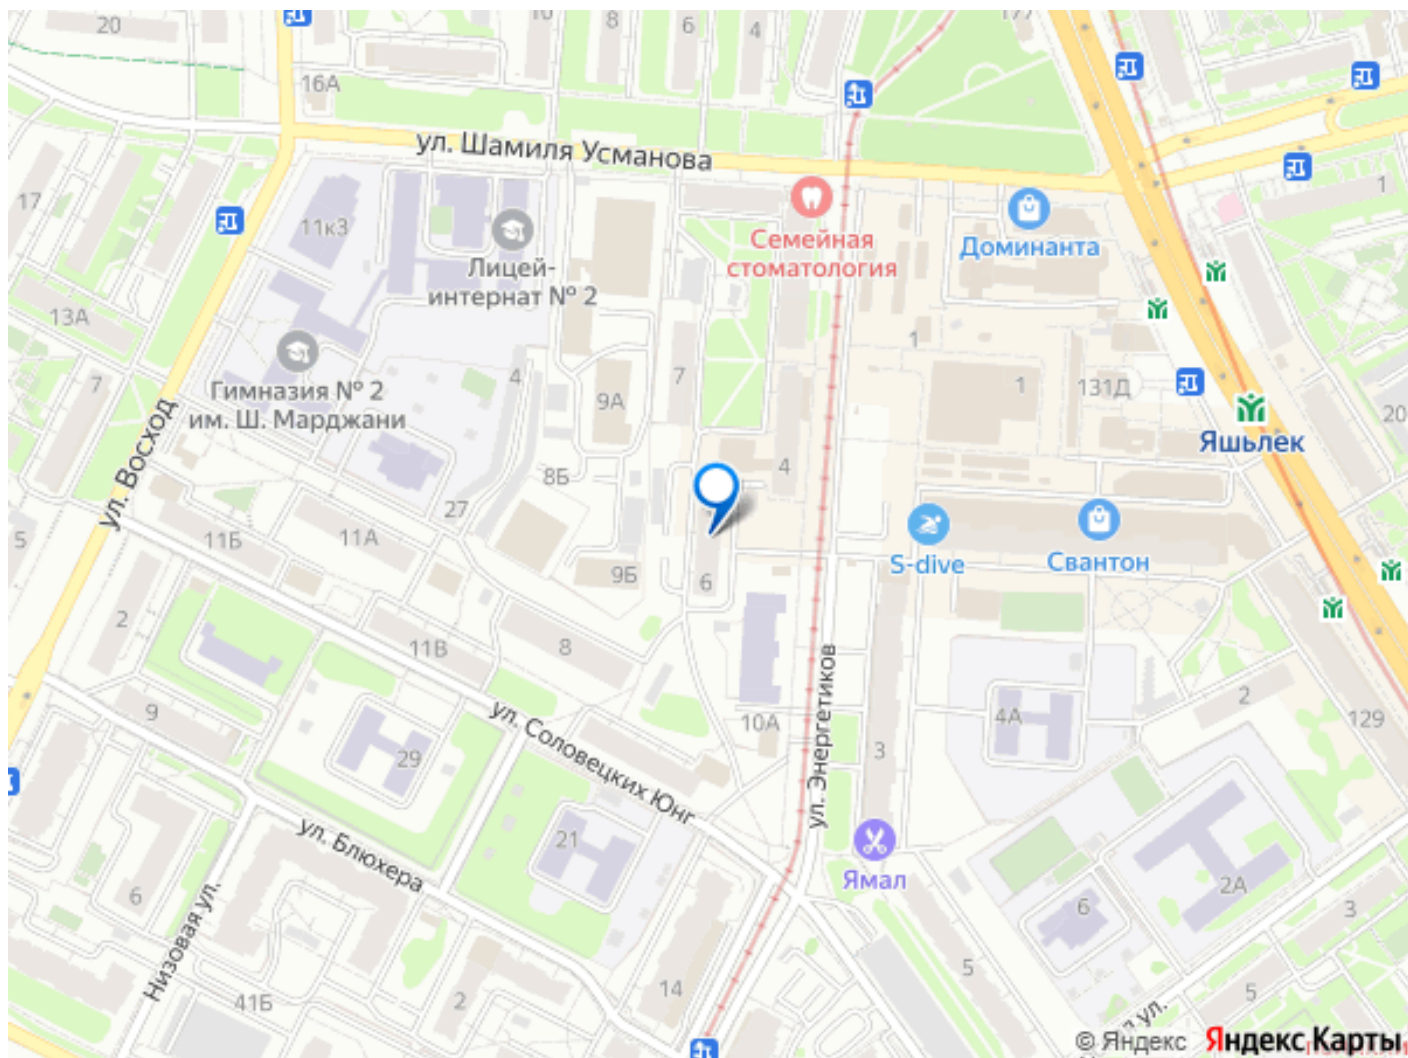 20
10
8
6
4
177
16А
ул. Шамиля Усманова
17
11к3
Лицей-
интернат № 2
Семейная
стоматология
Доминанта
1
13А
7
Гимназия № 2
им. Ш. Марджани
4
9А
7
1
1
131Д
Яшьлек
20
ул. Восход
5
11Б
11А
27
8Б
9Б
4
6
S-dive
Свантон
2
11В
8
9
29
ул. Соловецких Юнг
10А
ул. Энергетиков
3
4А
2
129
ул. Блюхера
21
Ямал
6
2А
3
6
Низовая ул.
41Б
2
14
5
5
ул.
© Яндекс Яндекс Карты